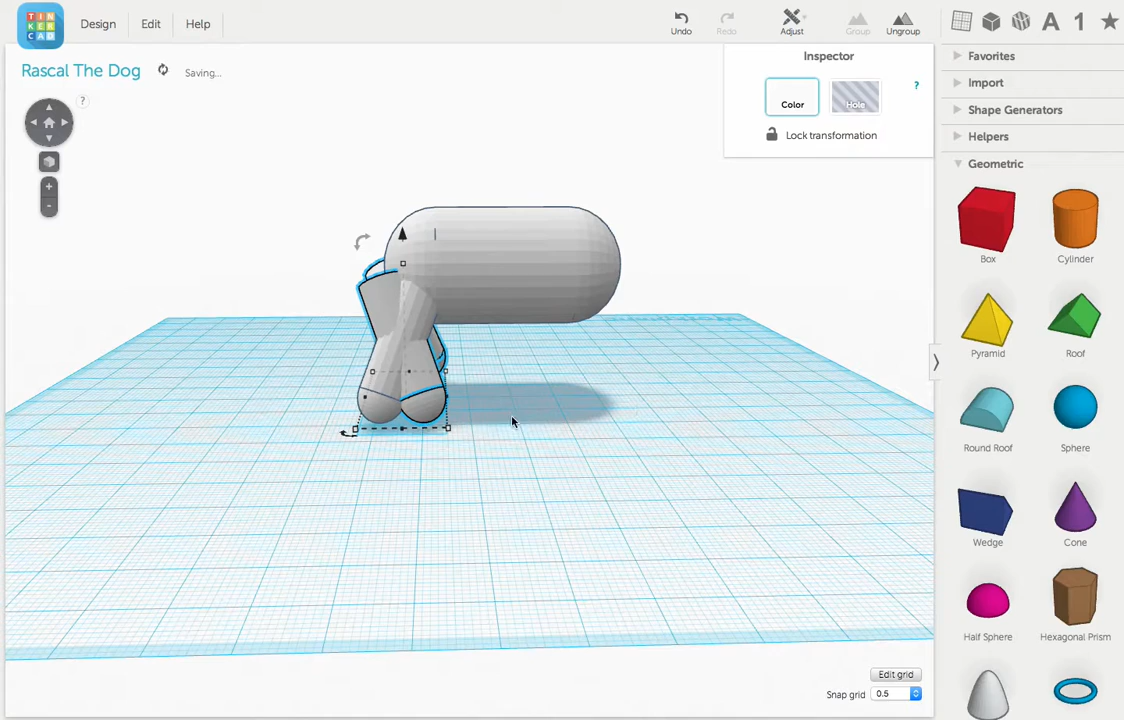 TIN
KER
CAD
Design
Edit
Help
Undo
Redo
Adjust
Group
Ungroup
A
1
Rascal The Dog
Saving...
?
Inspector
Color
Hole
?
Lock transformation
Favorites
Import
Shape Generators
Helpers
Geometric
Box
Cylinder
Pyramid
Roof
Round Roof
Sphere
Wedge
Cone
Half Sphere
Hexagonal Prism
Edit grid
Snap grid
0.5